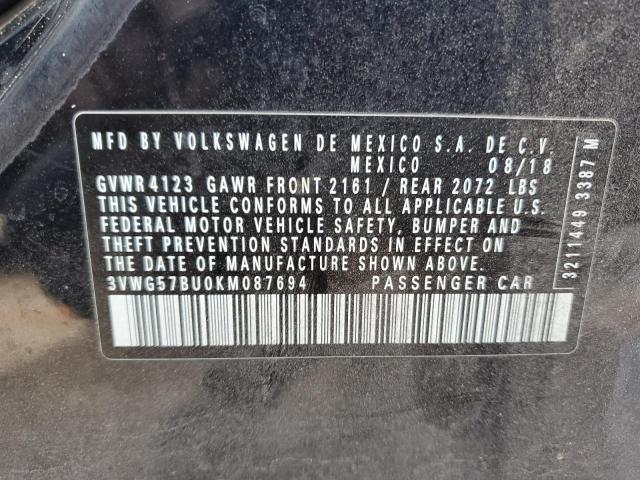 MFD BY VOLKSWAGEN DE MEXICO S.A. DE C.V.
MEXICO 08/18
GVWR 4123 GAWR FRONT 2161 / REAR 2072 LBS
THIS VEHICLE CONFORMS TO ALL APPLICABLE U.S.
FEDERAL MOTOR VEHICLE SAFETY, BUMPER AND
THEFT PREVENTION STANDARDS IN EFFECT ON
THE DATE OF MANUFACTURE SHOWN ABOVE.
3VWG57BU0KM087694 PASSENGER CAR
3211449 3387 M